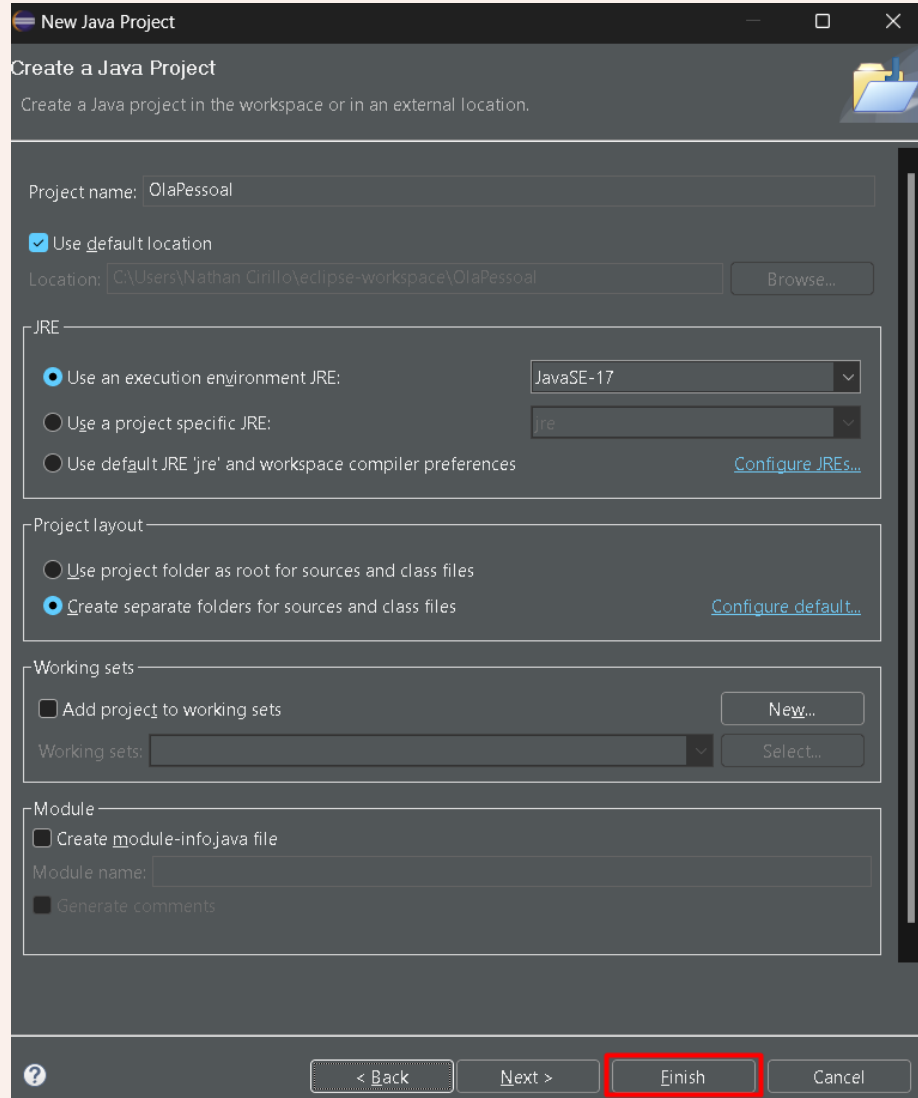 New Java Project
Create a Java Project
Create a Java project in the workspace or in an external location.
Project name: OlaPessoal
Use default location
Location: C:\Users\Nathan Cirillo\eclipse-workspace\OlaPessoal Browse...
JRE
Use an execution environment JRE: JavaSE-17
Use a project specific JRE: jre
Use default JRE 'jre' and workspace compiler preferences Configure JREs...
Project layout
Use project folder as root for sources and class files
Create separate folders for sources and class files Configure default...
Working sets
Add project to working sets New...
Working sets: Select...
Module
Create module-info.java file
Module name:
Generate comments
? < Back Next > Finish Cancel